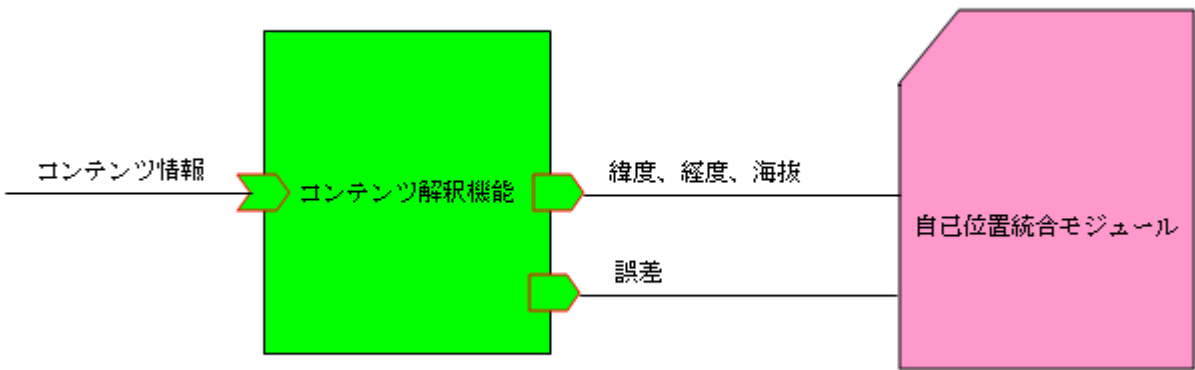 コンテンツ情報
コンテンツ解釈機能
緯度、経度、海抜
誤差
自己位置統合モジュール